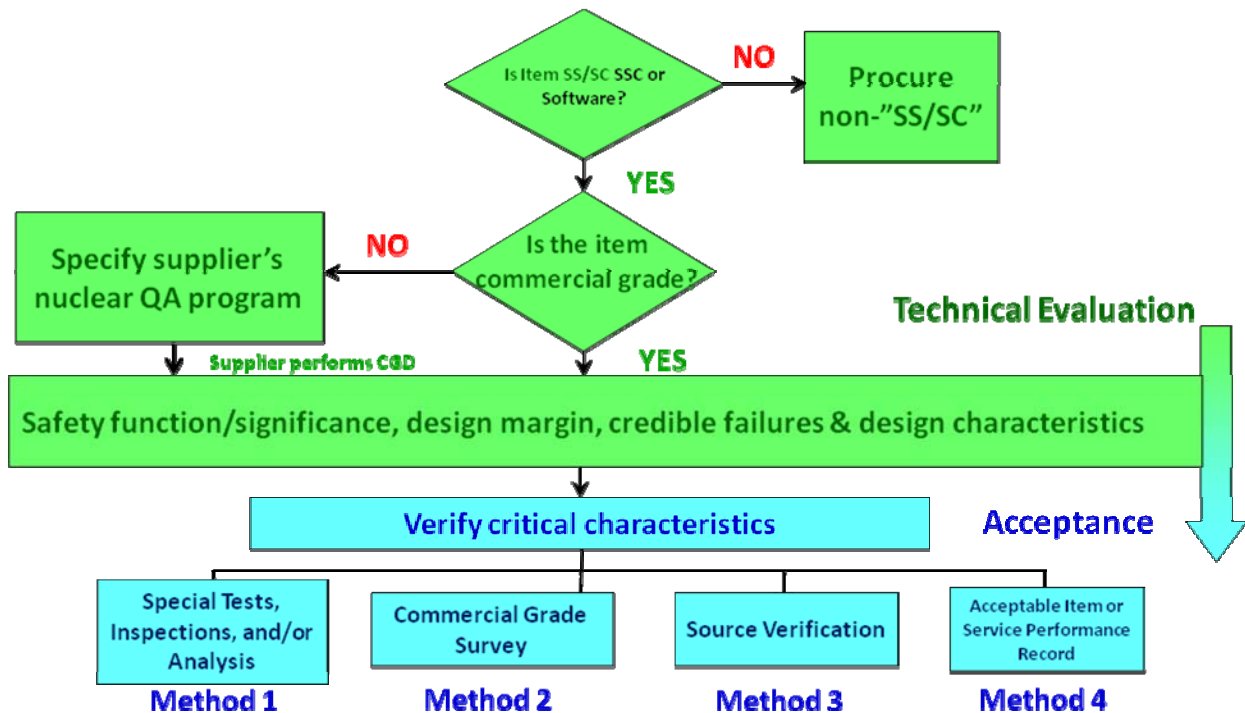 Is Item SS/SC SSC or
Software?
NO
Procure
non-”SS/SC”
YES
Specify supplier’s
nuclear QA program
NO
Is the item
commercial grade?
Technical Evaluation
Supplier performs CGD
YES
Safety function/significance, design margin, credible failures & design characteristics
Verify critical characteristics
Acceptance
Special Tests,
Inspections, and/or
Analysis
Commercial Grade
Survey
Source Verification
Acceptable Item or
Service Performance
Record
Method 1
Method 2
Method 3
Method 4